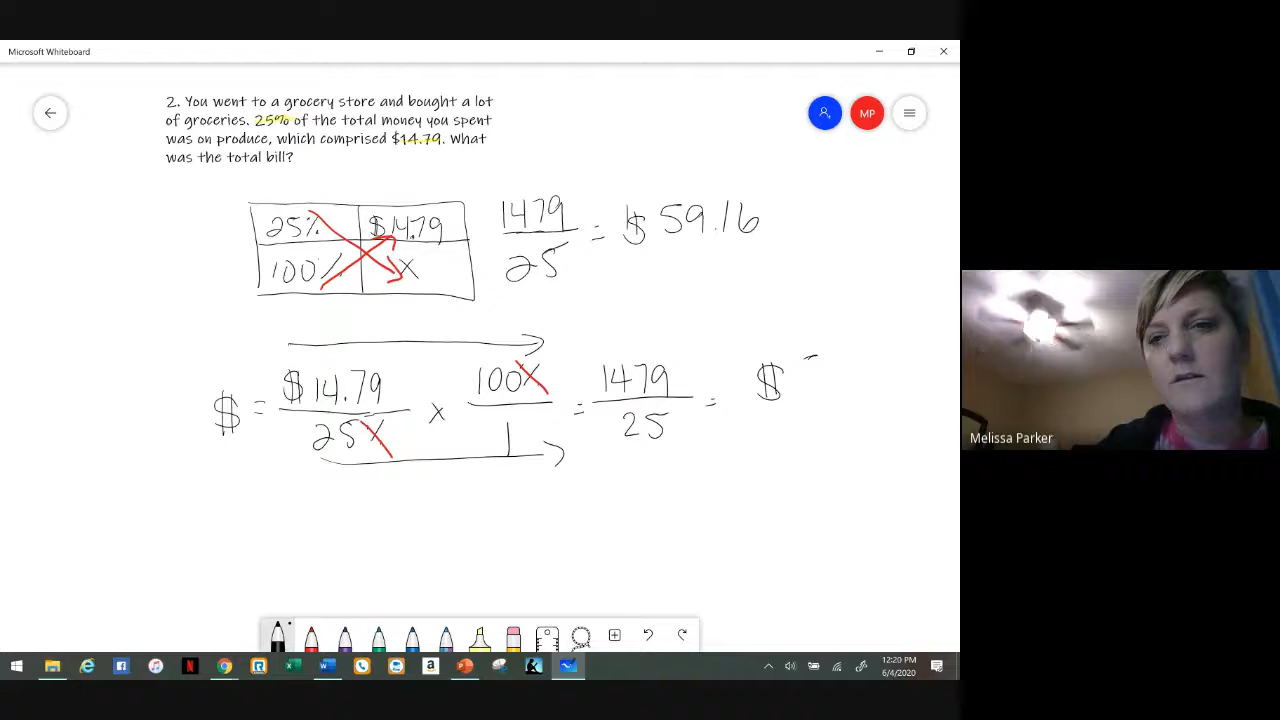 Microsoft Whiteboard
2. You went to a grocery store and bought a lot
of groceries. 25% of the total money you spent
was on produce, which comprised $14.79. What
was the total bill?
MP
25% $14.79
100% X
1479
25
= $59.16
$ = $14.79
25%
x 100%
1
= 1479
25
= $
Melissa Parker
12:20 PM
6/4/2020